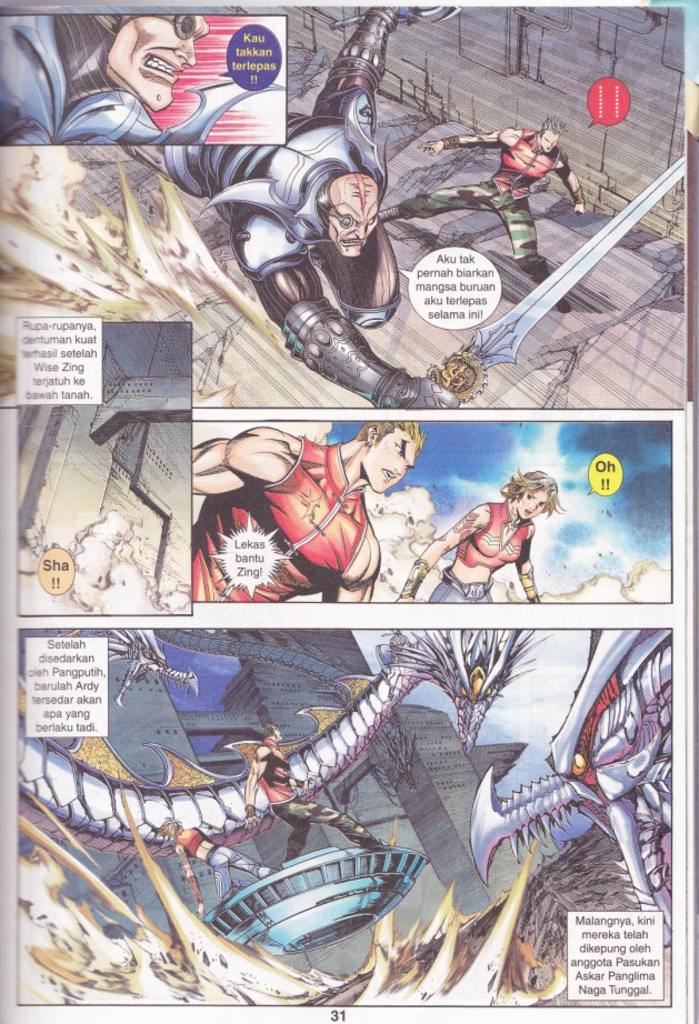 Kau
takkan
terlepas
!!
!!
Aku tak
pernah biarkan
mangsa buruan
aku terlepas
selama ini!
Rupa-rupanya,
dentuman kuat
terhasil setelah
Wise Zing
terjatuh ke
bawah tanah.
Sha
!!
Lekas
bantu
Zing!
Oh
!!
Setelah
disedarkan
oleh Pangputih,
barulah Ardy
tersedar akan
apa yang
berlaku tadi.
Malangnya, kini
mereka telah
dikepung oleh
anggota Pasukan
Askar Panglima
Naga Tunggal.
31